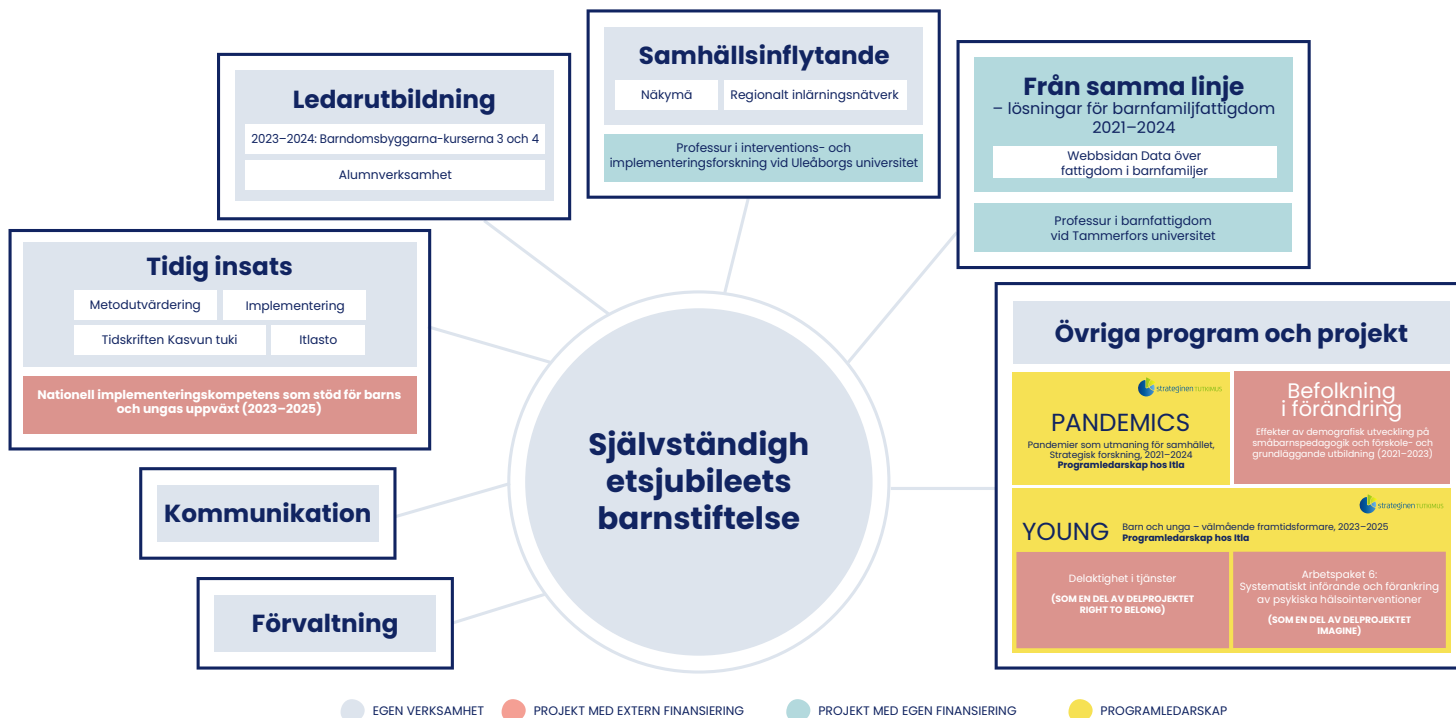 Ledarutbildning
2023–2024: Barndomsbyggarna-kurserna 3 och 4
Alumnverksamhet
Samhällsinflytande
Näkymä
Regionalt inlärningsnätverk
Professur i interventions- och
implementeringsforskning vid Uleåborgs universitet
Från samma linje
– lösningar för barnfamiljfattigdom
2021–2024
Webbsidan Data över
fattigdom i barnfamiljer
Professur i barnfattigdom
vid Tammerfors universitet
Tidig insats
Metodutvärdering
Implementering
Tidskriften Kasvun tuki
Itlasto
Nationell implementeringskompetens som stöd för barns
och ungas uppväxt (2023–2025)
Kommunikation
Förvaltning
Självständigh
etsjubileets
barnstiftelse
Övriga program och projekt
strateginen TUTKIMUS
PANDEMICS
Pandemier som utmaning för samhället,
Strategisk forskning, 2021–2024
Programledarskap hos Itla
Befolkning
i förändring
Effekter av demografisk utveckling på
småbarnspedagogik och förskole- och
grundläggande utbildning (2021–2023)
strateginen TUTKIMUS
YOUNG
Barn och unga – välmående framtidsformare, 2023–2025
Programledarskap hos Itla
Delaktighet i tjänster
(SOM EN DEL AV DELPROJEKTET
RIGHT TO BELONG)
Arbetspaket 6:
Systematiskt införande och förankring
av psykiska hälsointerventioner
(SOM EN DEL AV DELPROJEKTET
IMAGINE)
EGEN VERKSAMHET
PROJEKT MED EXTERN FINANSIERING
PROJEKT MED EGEN FINANSIERING
PROGRAMLEDARSKAP